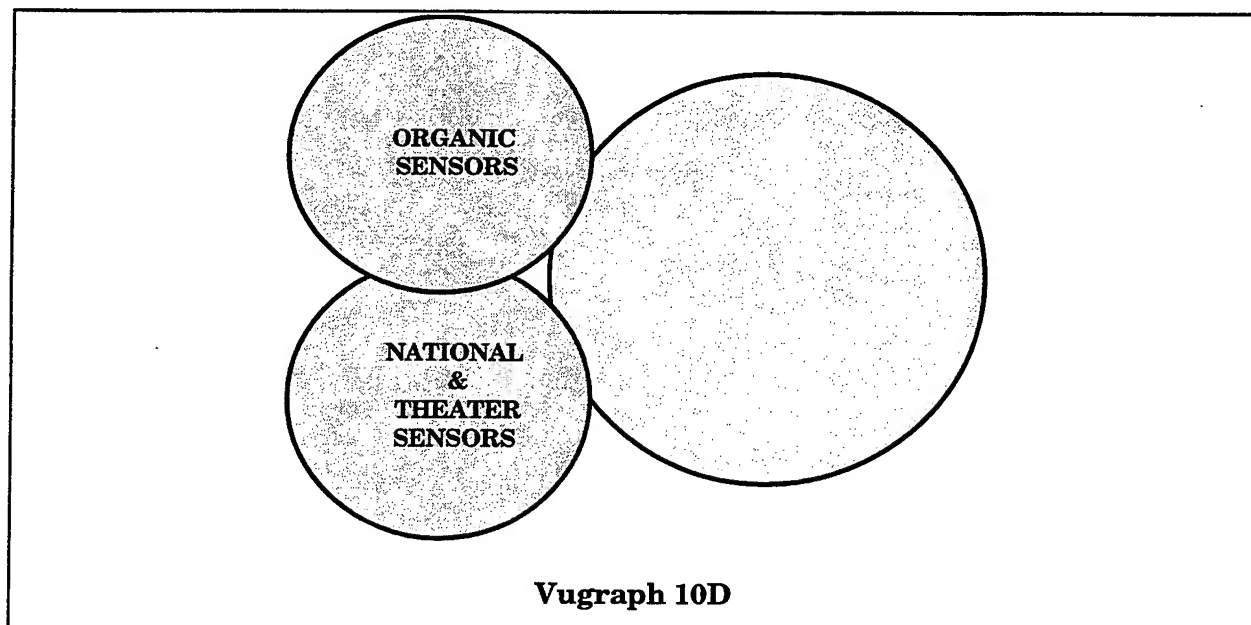 ORGANIC
SENSORS
NATIONAL
&
THEATER
SENSORS
Vugraph 10D